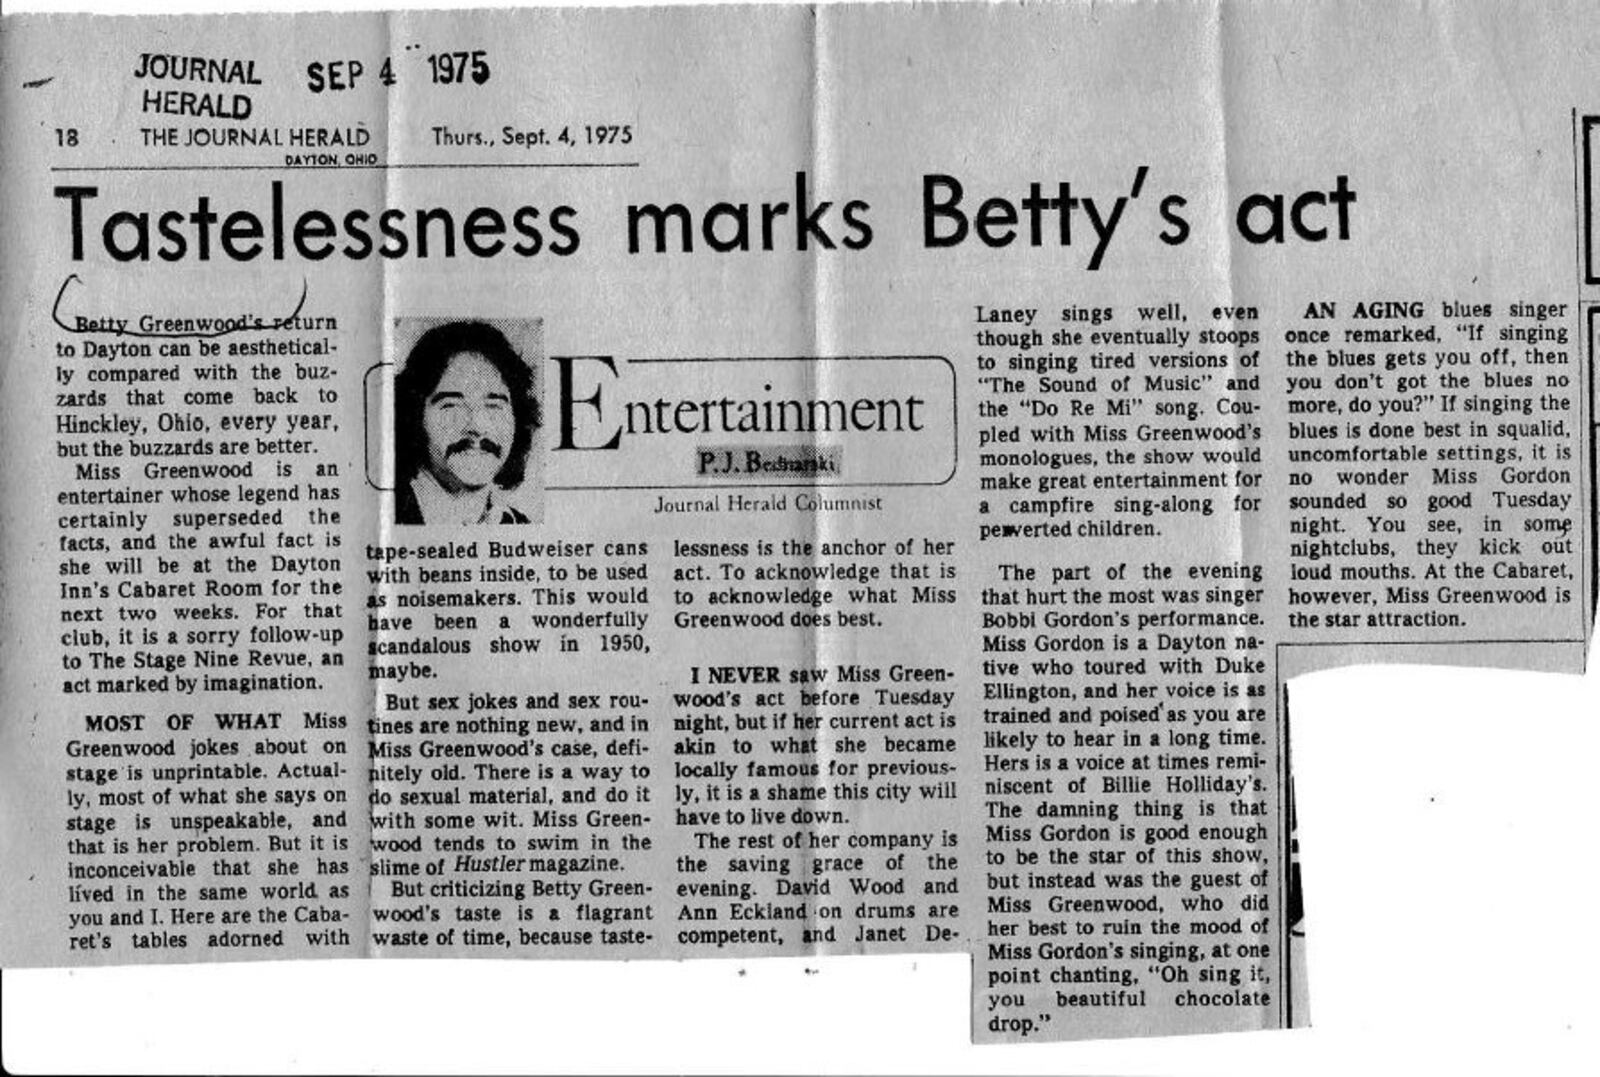 JOURNAL
HERALD
SEP 4 1975
18 THE JOURNAL HERALD Thurs., Sept. 4, 1975
DAYTON, OHIO
Tastelessness marks Betty's act
Betty Greenwood's return
to Dayton can be aesthetical-
ly compared with the buz-
zards that come back to
Hinckley, Ohio, every year,
but the buzzards are better.
Miss Greenwood is an
entertainer whose legend has
certainly superseded the
facts, and the awful fact is
she will be at the Dayton
Inn's Cabaret Room for the
next two weeks. For that
club, it is a sorry follow-up
to The Stage Nine Revue, an
act marked by imagination.
MOST OF WHAT Miss
Greenwood jokes about on
stage is unprintable. Actual-
ly, most of what she says on
stage is unspeakable, and
that is her problem. But it is
inconceivable that she has
lived in the same world as
you and I. Here are the Caba-
ret's tables adorned with
Entertainment
P.J. Bednarski
Journal Herald Columnist
tape-sealed Budweiser cans
with beans inside, to be used
as noisemakers. This would
have been a wonderfully
scandalous show in 1950,
maybe.
But sex jokes and sex rou-
tines are nothing new, and in
Miss Greenwood's case, defi-
nitely old. There is a way to
do sexual material, and do it
with some wit. Miss Green-
wood tends to swim in the
slime of Hustler magazine.
But criticizing Betty Green-
wood's taste is a flagrant
waste of time, because taste-
lessness is the anchor of her
act. To acknowledge that is
to acknowledge what Miss
Greenwood does best.
I NEVER saw Miss Green-
wood's act before Tuesday
night, but if her current act is
akin to what she became
locally famous for previous-
ly, it is a shame this city will
have to live down.
The rest of her company is
the saving grace of the
evening. David Wood and
Ann Eckland on drums are
competent, and Janet De-
Laney sings well, even
though she eventually stoops
to singing tired versions of
"The Sound of Music" and
the "Do Re Mi" song. Cou-
pled with Miss Greenwood's
monologues, the show would
make great entertainment for
a campfire sing-along for
perverted children.
The part of the evening
that hurt the most was singer
Bobbi Gordon's performance.
Miss Gordon is a Dayton na-
tive who toured with Duke
Ellington, and her voice is as
trained and poised as you are
likely to hear in a long time.
Hers is a voice at times remi-
niscent of Billie Holliday's.
The damning thing is that
Miss Gordon is good enough
to be the star of this show,
but instead was the guest of
Miss Greenwood, who did
her best to ruin the mood of
Miss Gordon's singing, at one
point chanting, "Oh sing it,
you beautiful chocolate
drop."
AN AGING blues singer
once remarked, "If singing
the blues gets you off, then
you don't got the blues no
more, do you?" If singing the
blues is done best in squalid,
uncomfortable settings, it is
no wonder Miss Gordon
sounded so good Tuesday
night. You see, in some
nightclubs, they kick out
loud mouths. At the Cabaret,
however, Miss Greenwood is
the star attraction.